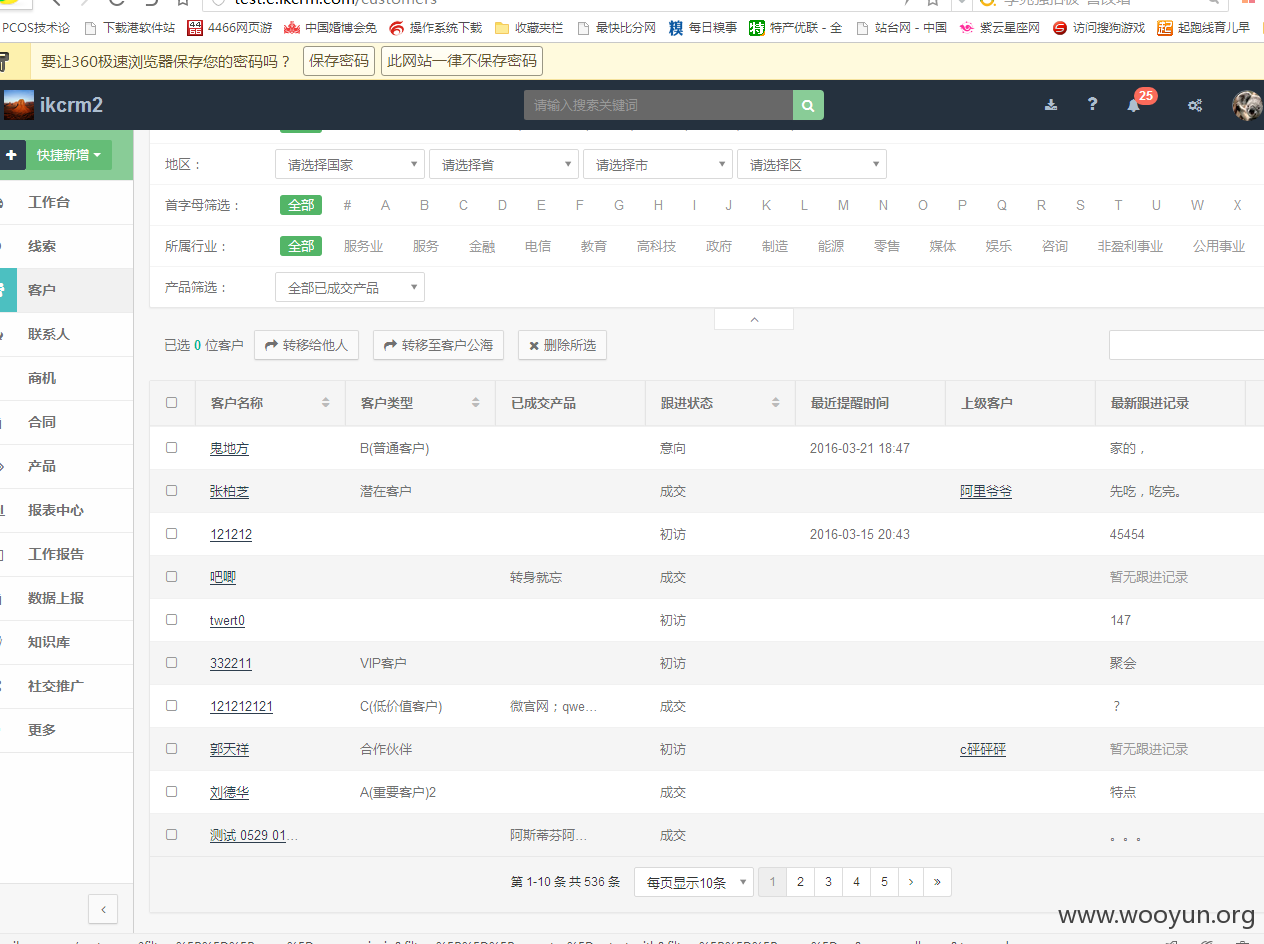 test.e.ikcrm.com/customers
PCOS技术论 下载港软件站 4466网页游 中国婚博会免 操作系统下载 收藏夹栏 最快比分网 每日糗事 特产优联 - 全 站台网 - 中国 紫云星座网 访问搜狗游戏 起跑线育儿早
要让360极速浏览器保存您的密码吗？ 保存密码 此网站一律不保存密码
ikcrm2 请输入搜索关键词 ? 25
快捷新增
工作台
线索
客户
联系人
商机
合同
产品
报表中心
工作报告
数据上报
知识库
社交推广
更多
地区： 请选择国家 请选择省 请选择市 请选择区
首字母筛选： 全部 # A B C D E F G H I J K L M N O P Q R S T U W X
所属行业： 全部 服务业 服务 金融 电信 教育 高科技 政府 制造 能源 零售 媒体 娱乐 咨询 非盈利事业 公用事业
产品筛选： 全部已成交产品
已选 0 位客户 转移给他人 转移至客户公海 删除所选
客户名称 客户类型 已成交产品 跟进状态 最近提醒时间 上级客户 最新跟进记录
鬼地方 B(普通客户) 意向 2016-03-21 18:47 家的，
张柏芝 潜在客户 成交 阿里爷爷 先吃，吃完。
121212 初访 2016-03-15 20:43 45454
吧唧 转身就忘 成交 暂无跟进记录
twert0 初访 147
332211 VIP客户 初访 聚会
121212121 C(低价值客户) 微官网；qwe... 成交 ？
郭天祥 合作伙伴 初访 c砰砰砰 暂无跟进记录
刘德华 A(重要客户)2 成交 特点
测试 0529 01... 阿斯蒂芬阿... 成交 。。。
第 1-10 条 共 536 条 每页显示10条 1 2 3 4 5 › »
www.wooyun.org